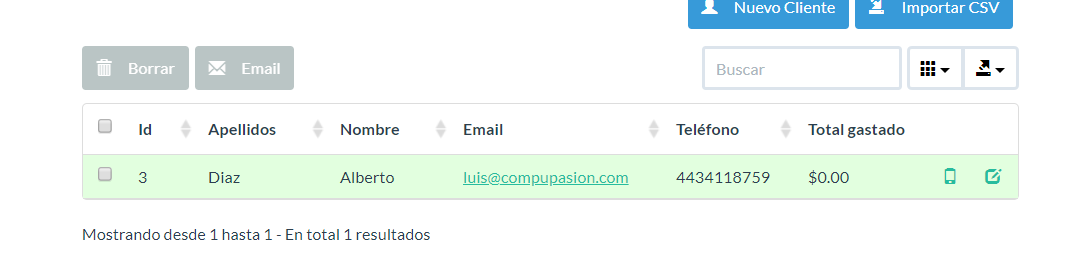 Nuevo Cliente Importar CSV
Borrar Email Buscar
Id Apellidos Nombre Email Teléfono Total gastado
3 Diaz Alberto luis@compupasion.com 4434118759 $0.00
Mostrando desde 1 hasta 1 - En total 1 resultados